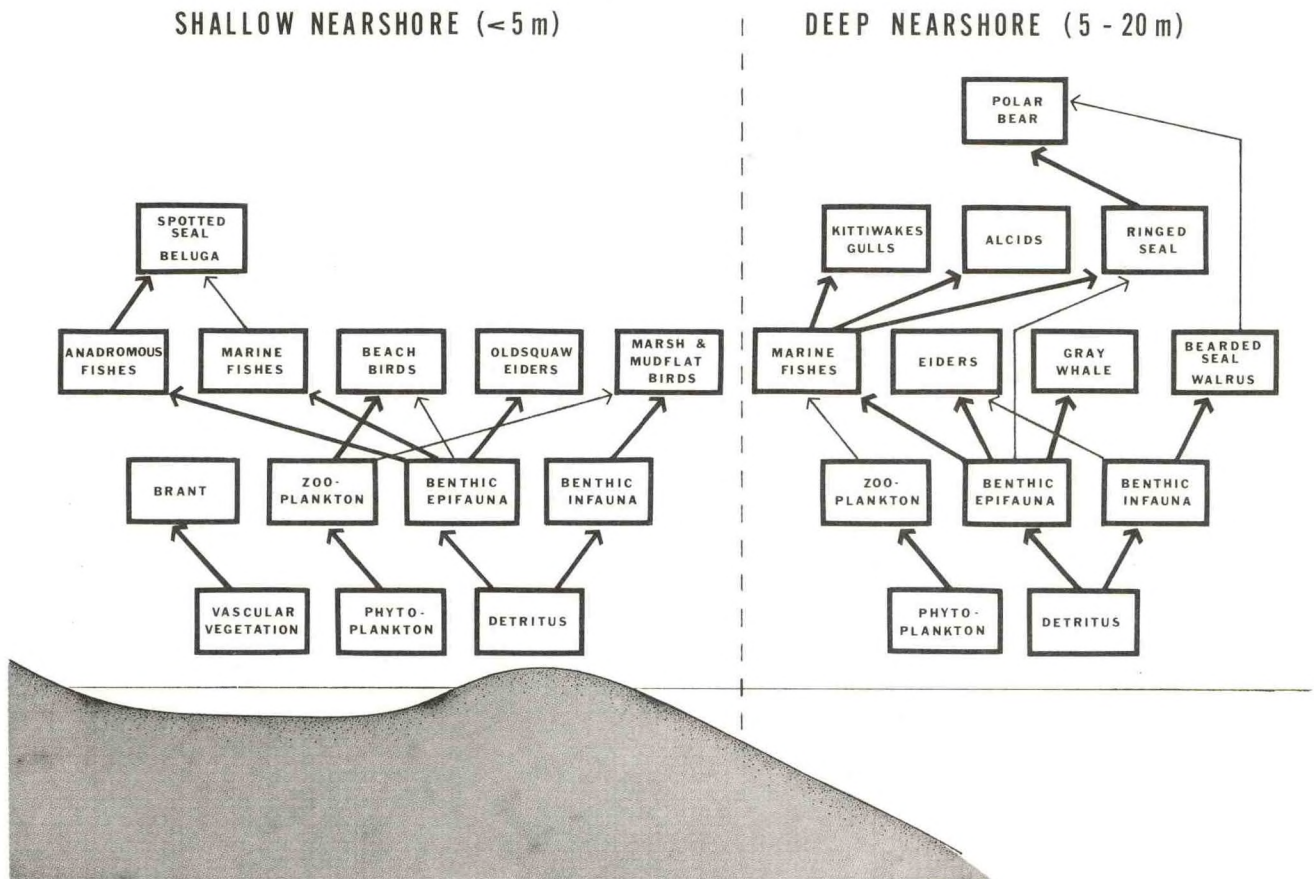 SHALLOW NEARSHORE (<5 m)
DEEP NEARSHORE (5 - 20 m)
POLAR
BEAR
SPOTTED
SEAL
BELUGA
KITTIWAKES
GULLS
ALCIDS
RINGED
SEAL
ANADROMOUS
FISHES
MARINE
FISHES
BEACH
BIRDS
OLDSQUAW
EIDERS
MARSH &
MUDFLAT
BIRDS
MARINE
FISHES
EIDERS
GRAY
WHALE
BEARDED
SEAL
WALRUS
BRANT
ZOO-
PLANKTON
BENTHIC
EPIFAUNA
BENTHIC
INFAUNA
ZOO-
PLANKTON
BENTHIC
EPIFAUNA
BENTHIC
INFAUNA
VASCULAR
VEGETATION
PHYTO-
PLANKTON
DETRITUS
PHYTO-
PLANKTON
DETRITUS